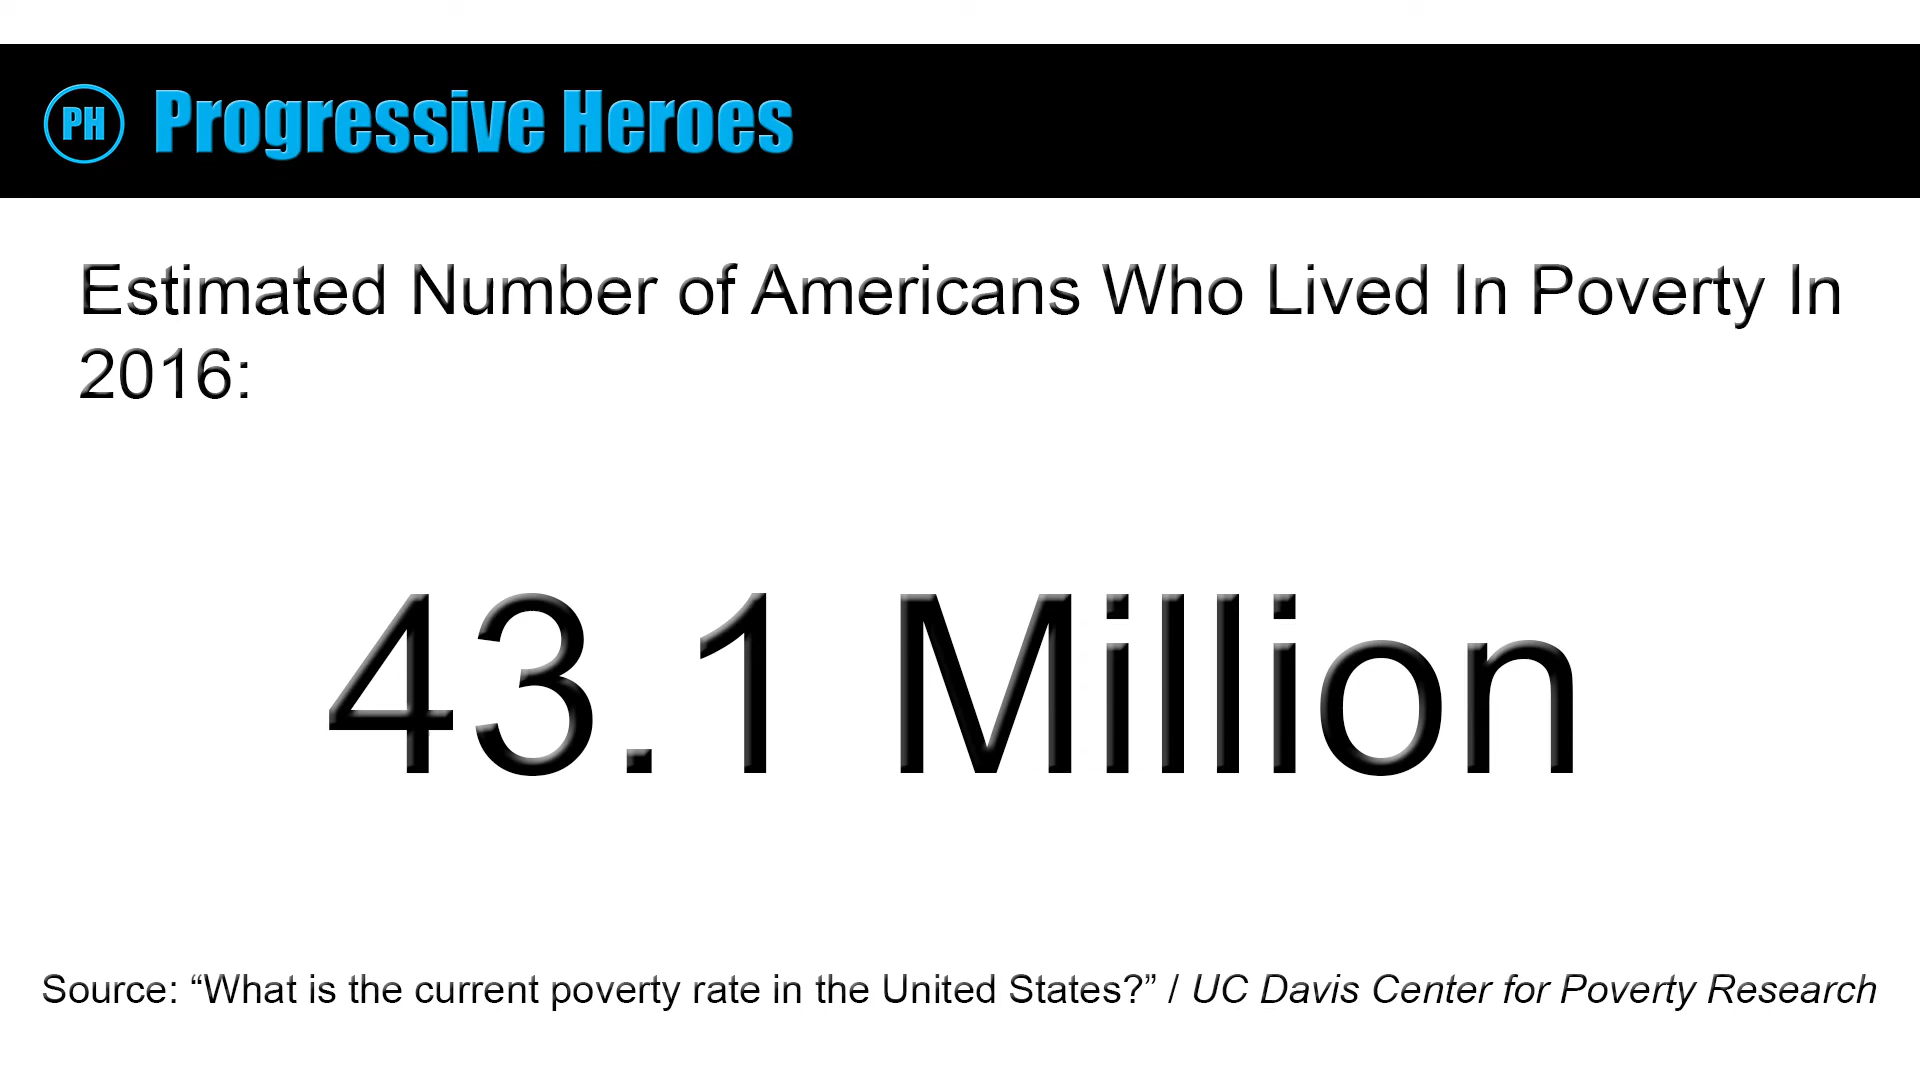 PH Progressive Heroes
Estimated Number of Americans Who Lived In Poverty In
2016:
43.1 Million
Source: “What is the current poverty rate in the United States?” / UC Davis Center for Poverty Research